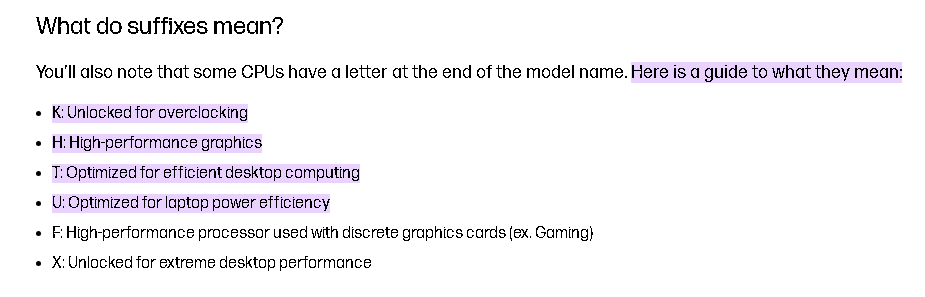 What do suffixes mean?
You'll also note that some CPUs have a letter at the end of the model name. Here is a guide to what they mean:
• K: Unlocked for overclocking
• H: High-performance graphics
• T: Optimized for efficient desktop computing
• U: Optimized for laptop power efficiency
• F: High-performance processor used with discrete graphics cards (ex. Gaming)
• X: Unlocked for extreme desktop performance